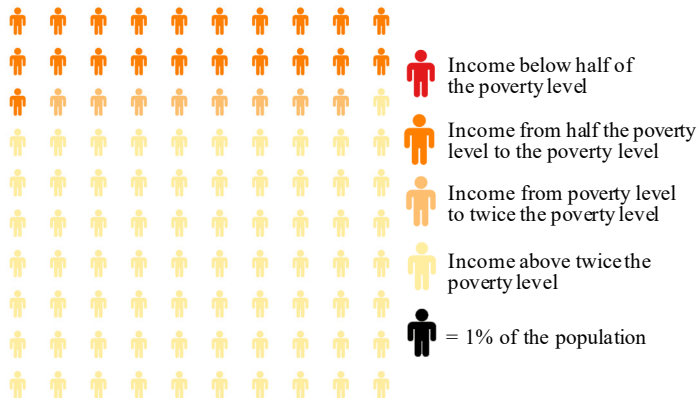 Income below half of
the poverty level
Income from half the poverty
level to the poverty level
Income from poverty level
to twice the poverty level
Income above twice the
poverty level
= 1% of the population